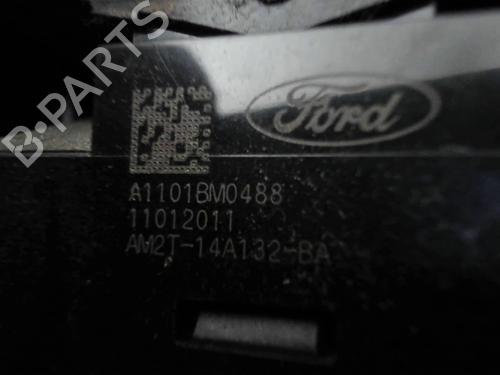 B-PARTS
Ford
A1101BM0488
11012011
AM2T-14A132-BA